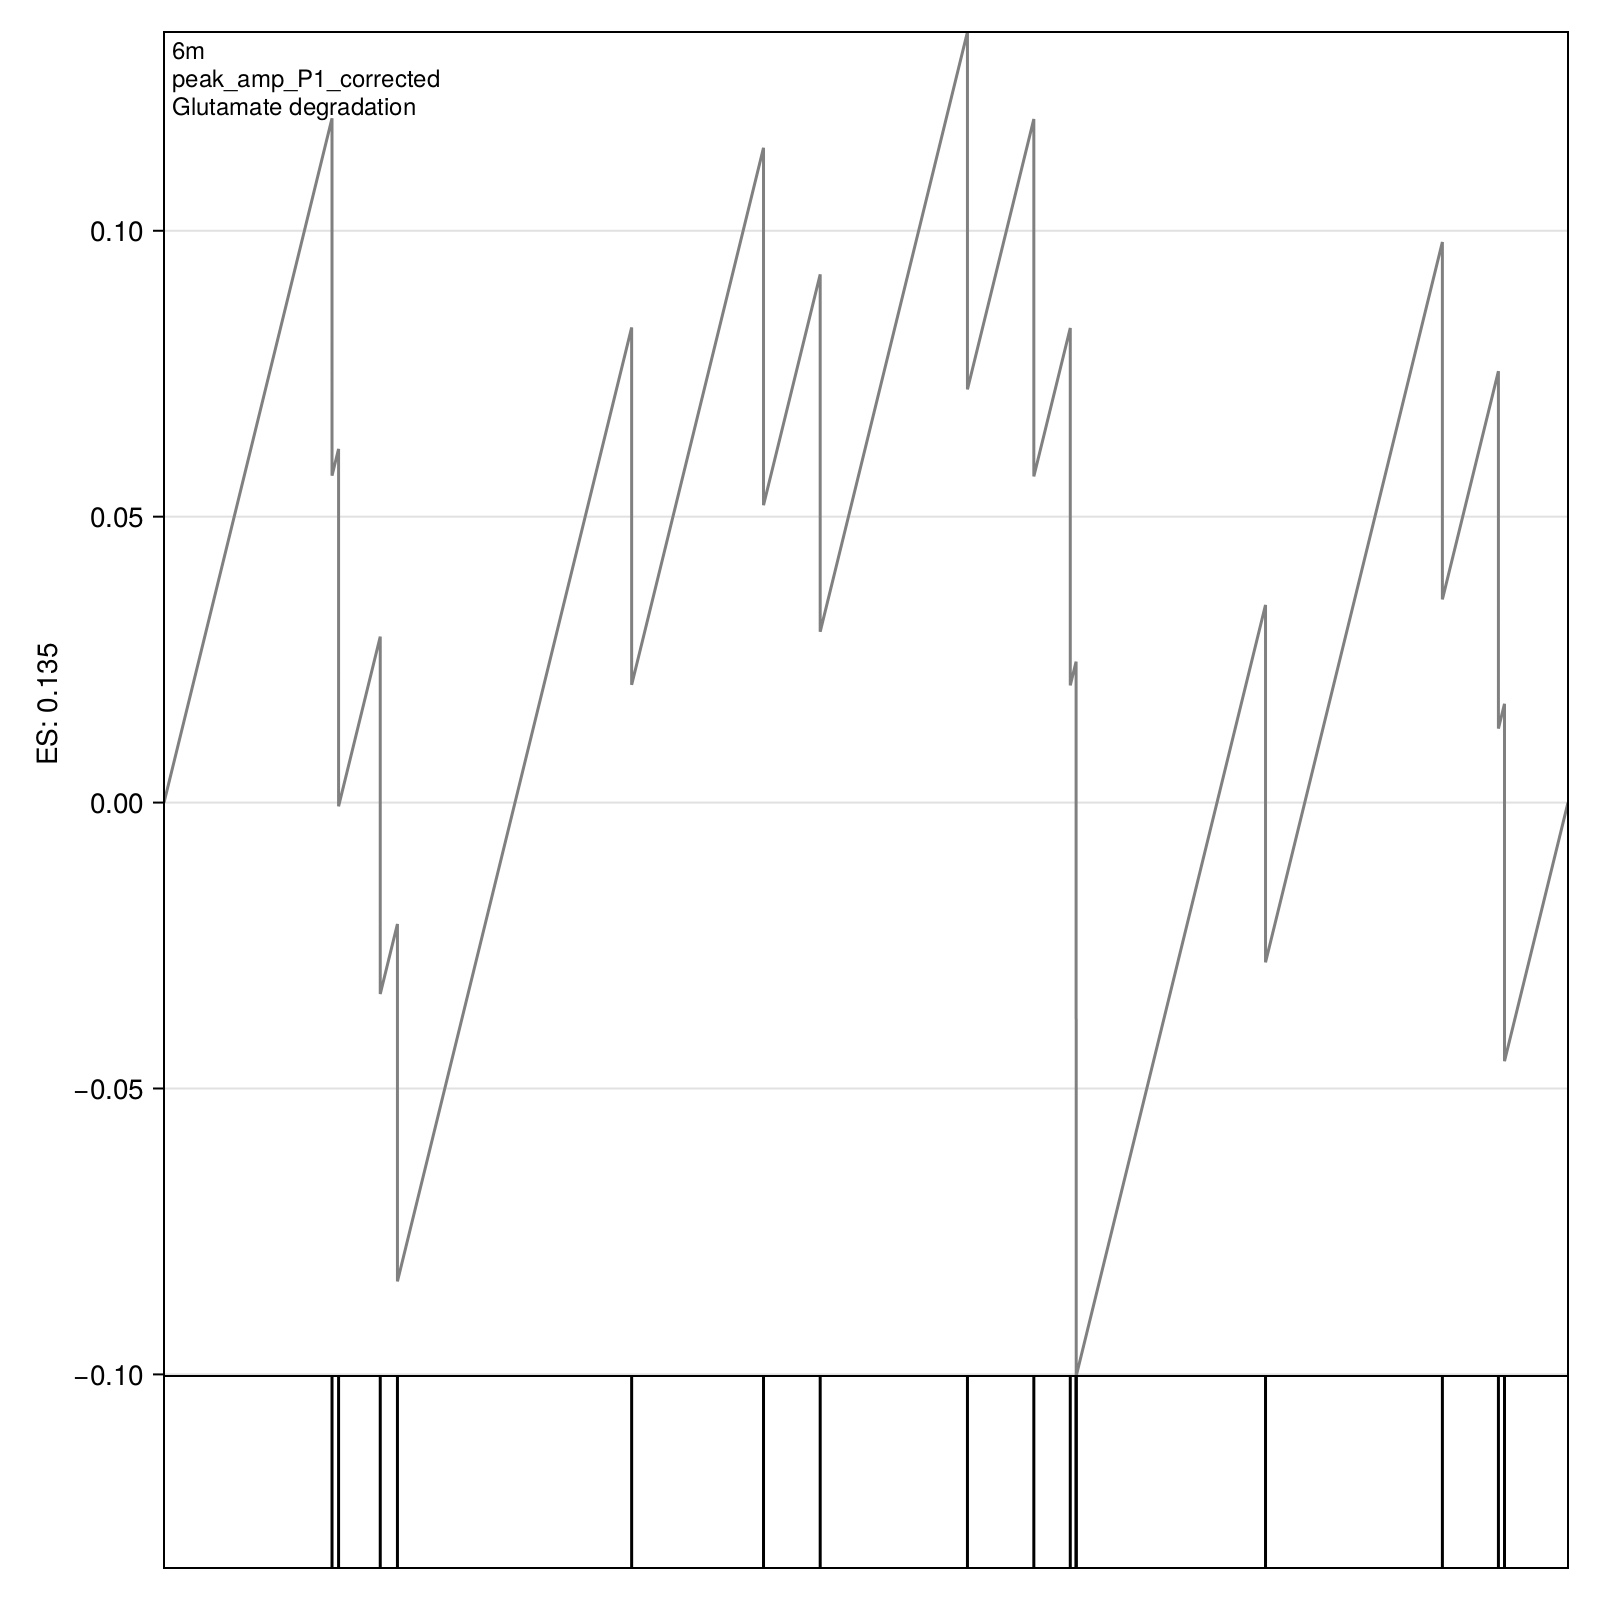 6m
peak_amp_P1_corrected
Glutamate degradation
0.10
0.05
0.00
−0.05
−0.10
ES: 0.135